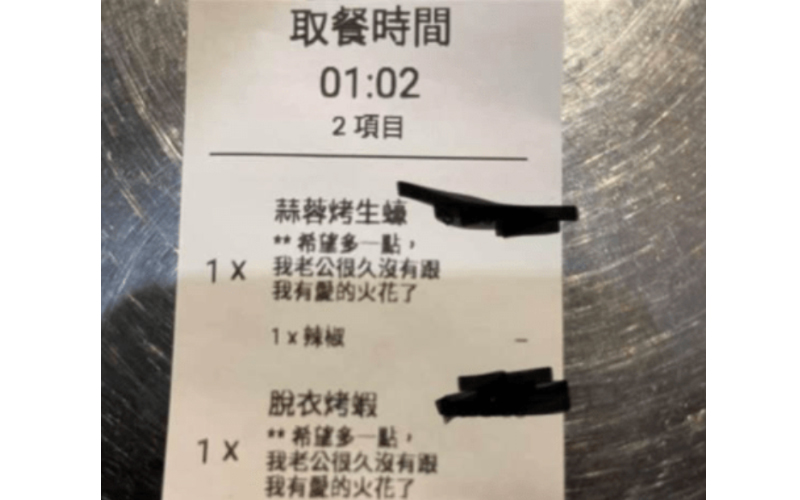 取餐時間
01:02
2 項目
蒜蓉烤生蠔
** 希望多一點，
1 x
我老公很久沒有跟
我有愛的火花了
1 x 辣椒
脫衣烤蝦
** 希望多一點，
1 x
我老公很久沒有跟
我有愛的火花了